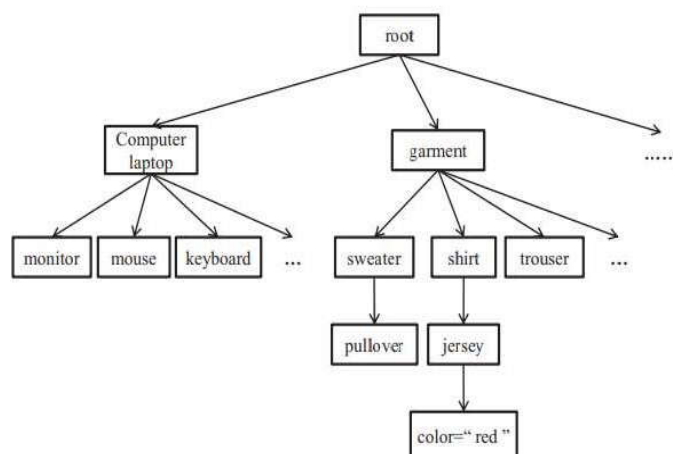 root
Computer
laptop
garment
.....
monitor
mouse
keyboard
...
sweater
shirt
trouser
...
pullover
jersey
color=“ red ”